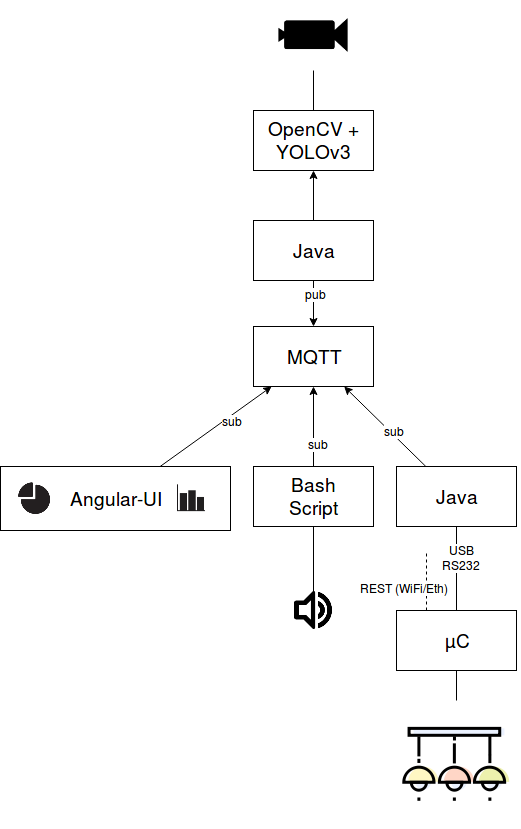 OpenCV +
YOLOv3
Java
pub
MQTT
sub
sub
sub
Angular-UI
Bash
Script
Java
USB
RS232
REST (WiFi/Eth)
µC